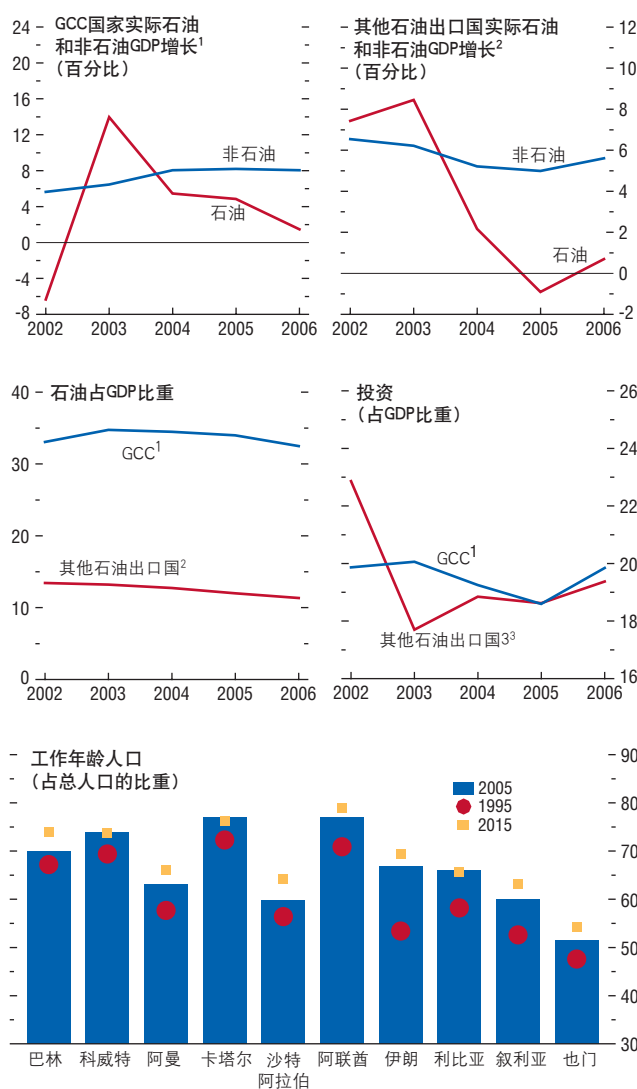 GCC国家实际石油
和非石油GDP增长¹
（百分比）
24
20
16
12
8
4
0
-4
-8
非石油
石油
2002 2003 2004 2005 2006
其他石油出口国实际石油
和非石油GDP增长²
（百分比）
12
10
8
6
4
2
0
-2
非石油
石油
2002 2003 2004 2005 2006
石油占GDP比重
40
30
20
10
0
GCC¹
其他石油出口国²
2002 2003 2004 2005 2006
投资
（占GDP比重）
26
24
22
20
18
16
GCC¹
其他石油出口国3³
2002 2003 2004 2005 2006
工作年龄人口
（占总人口的比重）
2005
1995
2015
90
80
70
60
50
40
30
巴林 科威特 阿曼 卡塔尔 沙特 阿联酋 伊朗 利比亚 叙利亚 也门
阿拉伯